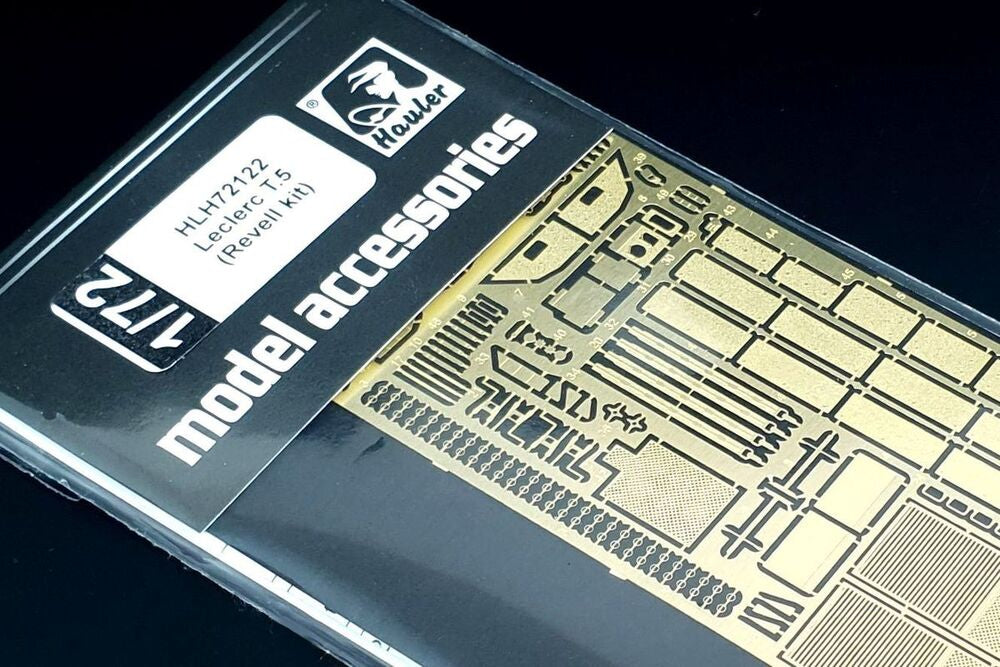 ®
Hauler
HLH72122
Leclerc T.5
(Revell kit)
1/72
model accessories